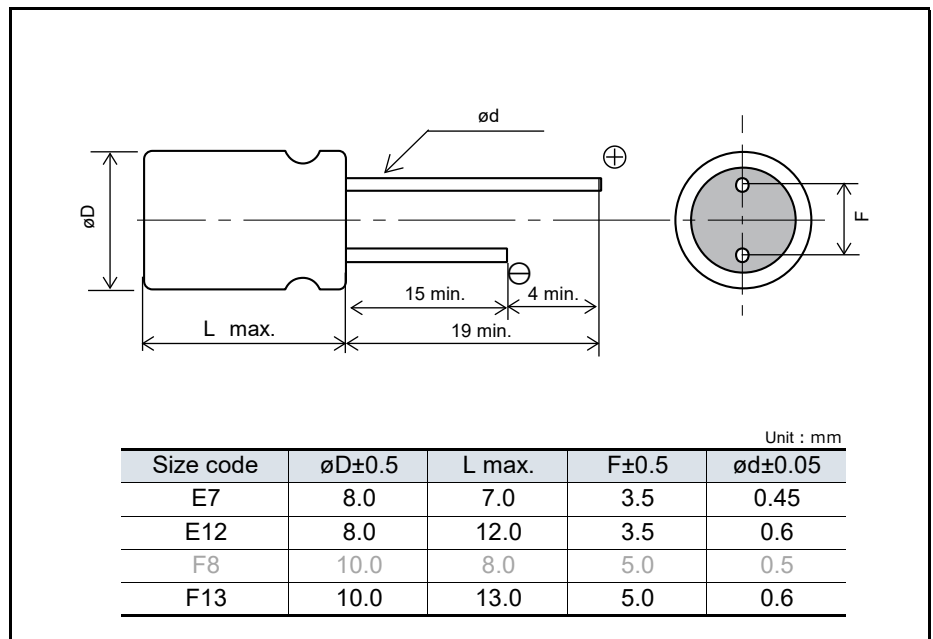 ød
⊕
øD
F
⊖
15 min.
4 min.
L max.
19 min.
Unit : mm
Size code øD±0.5 L max. F±0.5 ød±0.05
E7 8.0 7.0 3.5 0.45
E12 8.0 12.0 3.5 0.6
F8 10.0 8.0 5.0 0.5
F13 10.0 13.0 5.0 0.6